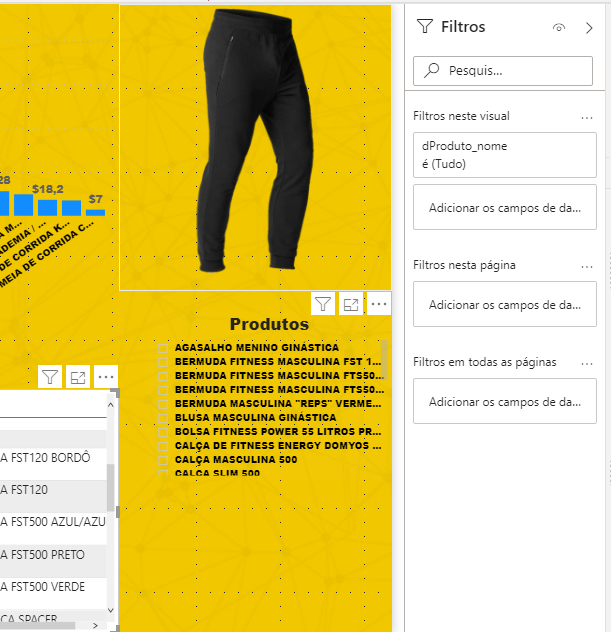 28
$18,2
$7
A M...
ADEMIA / ...
DE CORRIDA K...
MEIA DE CORRIDA C...
A FST120 BORDÔ
A FST120
A FST500 AZUL/AZU
A FST500 PRETO
A FST500 VERDE
ÇA SPACER
Produtos
AGASALHO MENINO GINÁSTICA
BERMUDA FITNESS MASCULINA FST 1...
BERMUDA FITNESS MASCULINA FTS50...
BERMUDA FITNESS MASCULINA FTS50...
BERMUDA MASCULINA "REPS" VERME...
BLUSA MASCULINA GINÁSTICA
BOLSA FITNESS POWER 55 LITROS PR...
CALÇA DE FITNESS ENERGY DOMYOS ...
CALÇA MASCULINA 500
CALÇA SLIM 500
Filtros
Pesquis...
Filtros neste visual
dProduto_nome
é (Tudo)
Adicionar os campos de da...
Filtros nesta página
Adicionar os campos de da...
Filtros em todas as páginas
Adicionar os campos de da...